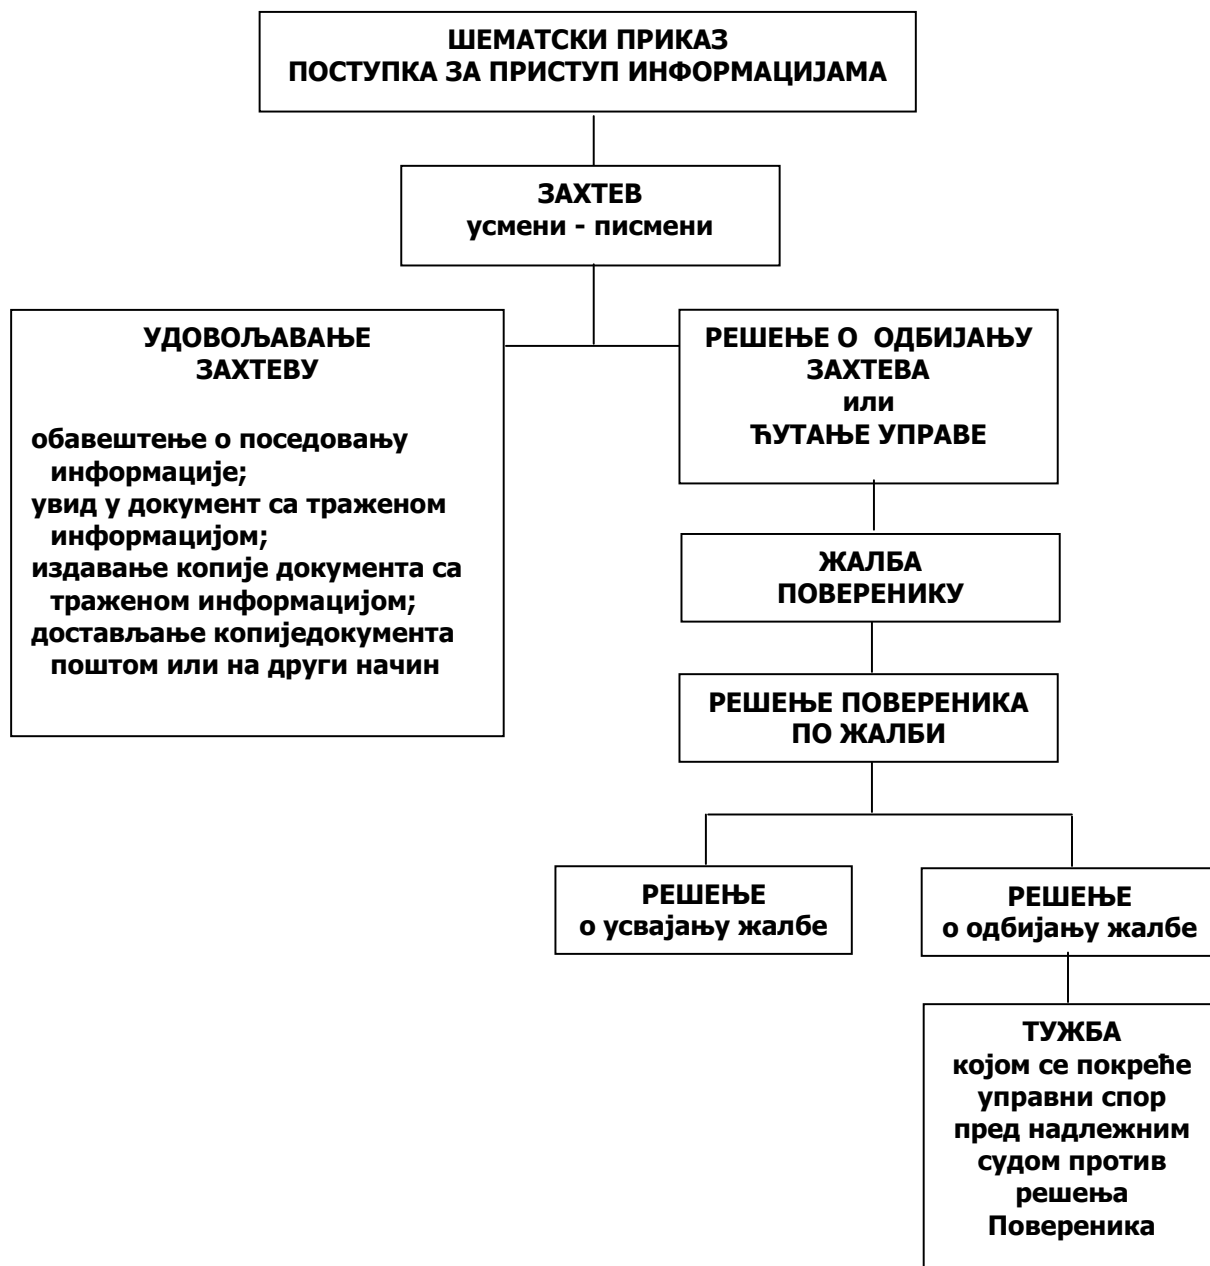 ШЕМАТСКИ ПРИКАЗ
ПОСТУПКА ЗА ПРИСТУП ИНФОРМАЦИЈАМА
ЗАХТЕВ
усмени - писмени
УДОВОЉАВАЊЕ
ЗАХТЕВУ
обавештење о поседовању
информације;
увид у документ са траженом
информацијом;
издавање копије документа са
траженом информацијом;
достављање копиједокумента
поштом или на други начин
РЕШЕЊЕ О ОДБИЈАЊУ
ЗАХТЕВА
или
ЋУТАЊЕ УПРАВЕ
ЖАЛБА
ПОВЕРЕНИКУ
РЕШЕЊЕ ПОВЕРЕНИКА
ПО ЖАЛБИ
РЕШЕЊЕ
о усвајању жалбе
РЕШЕЊЕ
о одбијању жалбе
ТУЖБА
којом се покреће
управни спор
пред надлежним
судом против
решења
Повереника